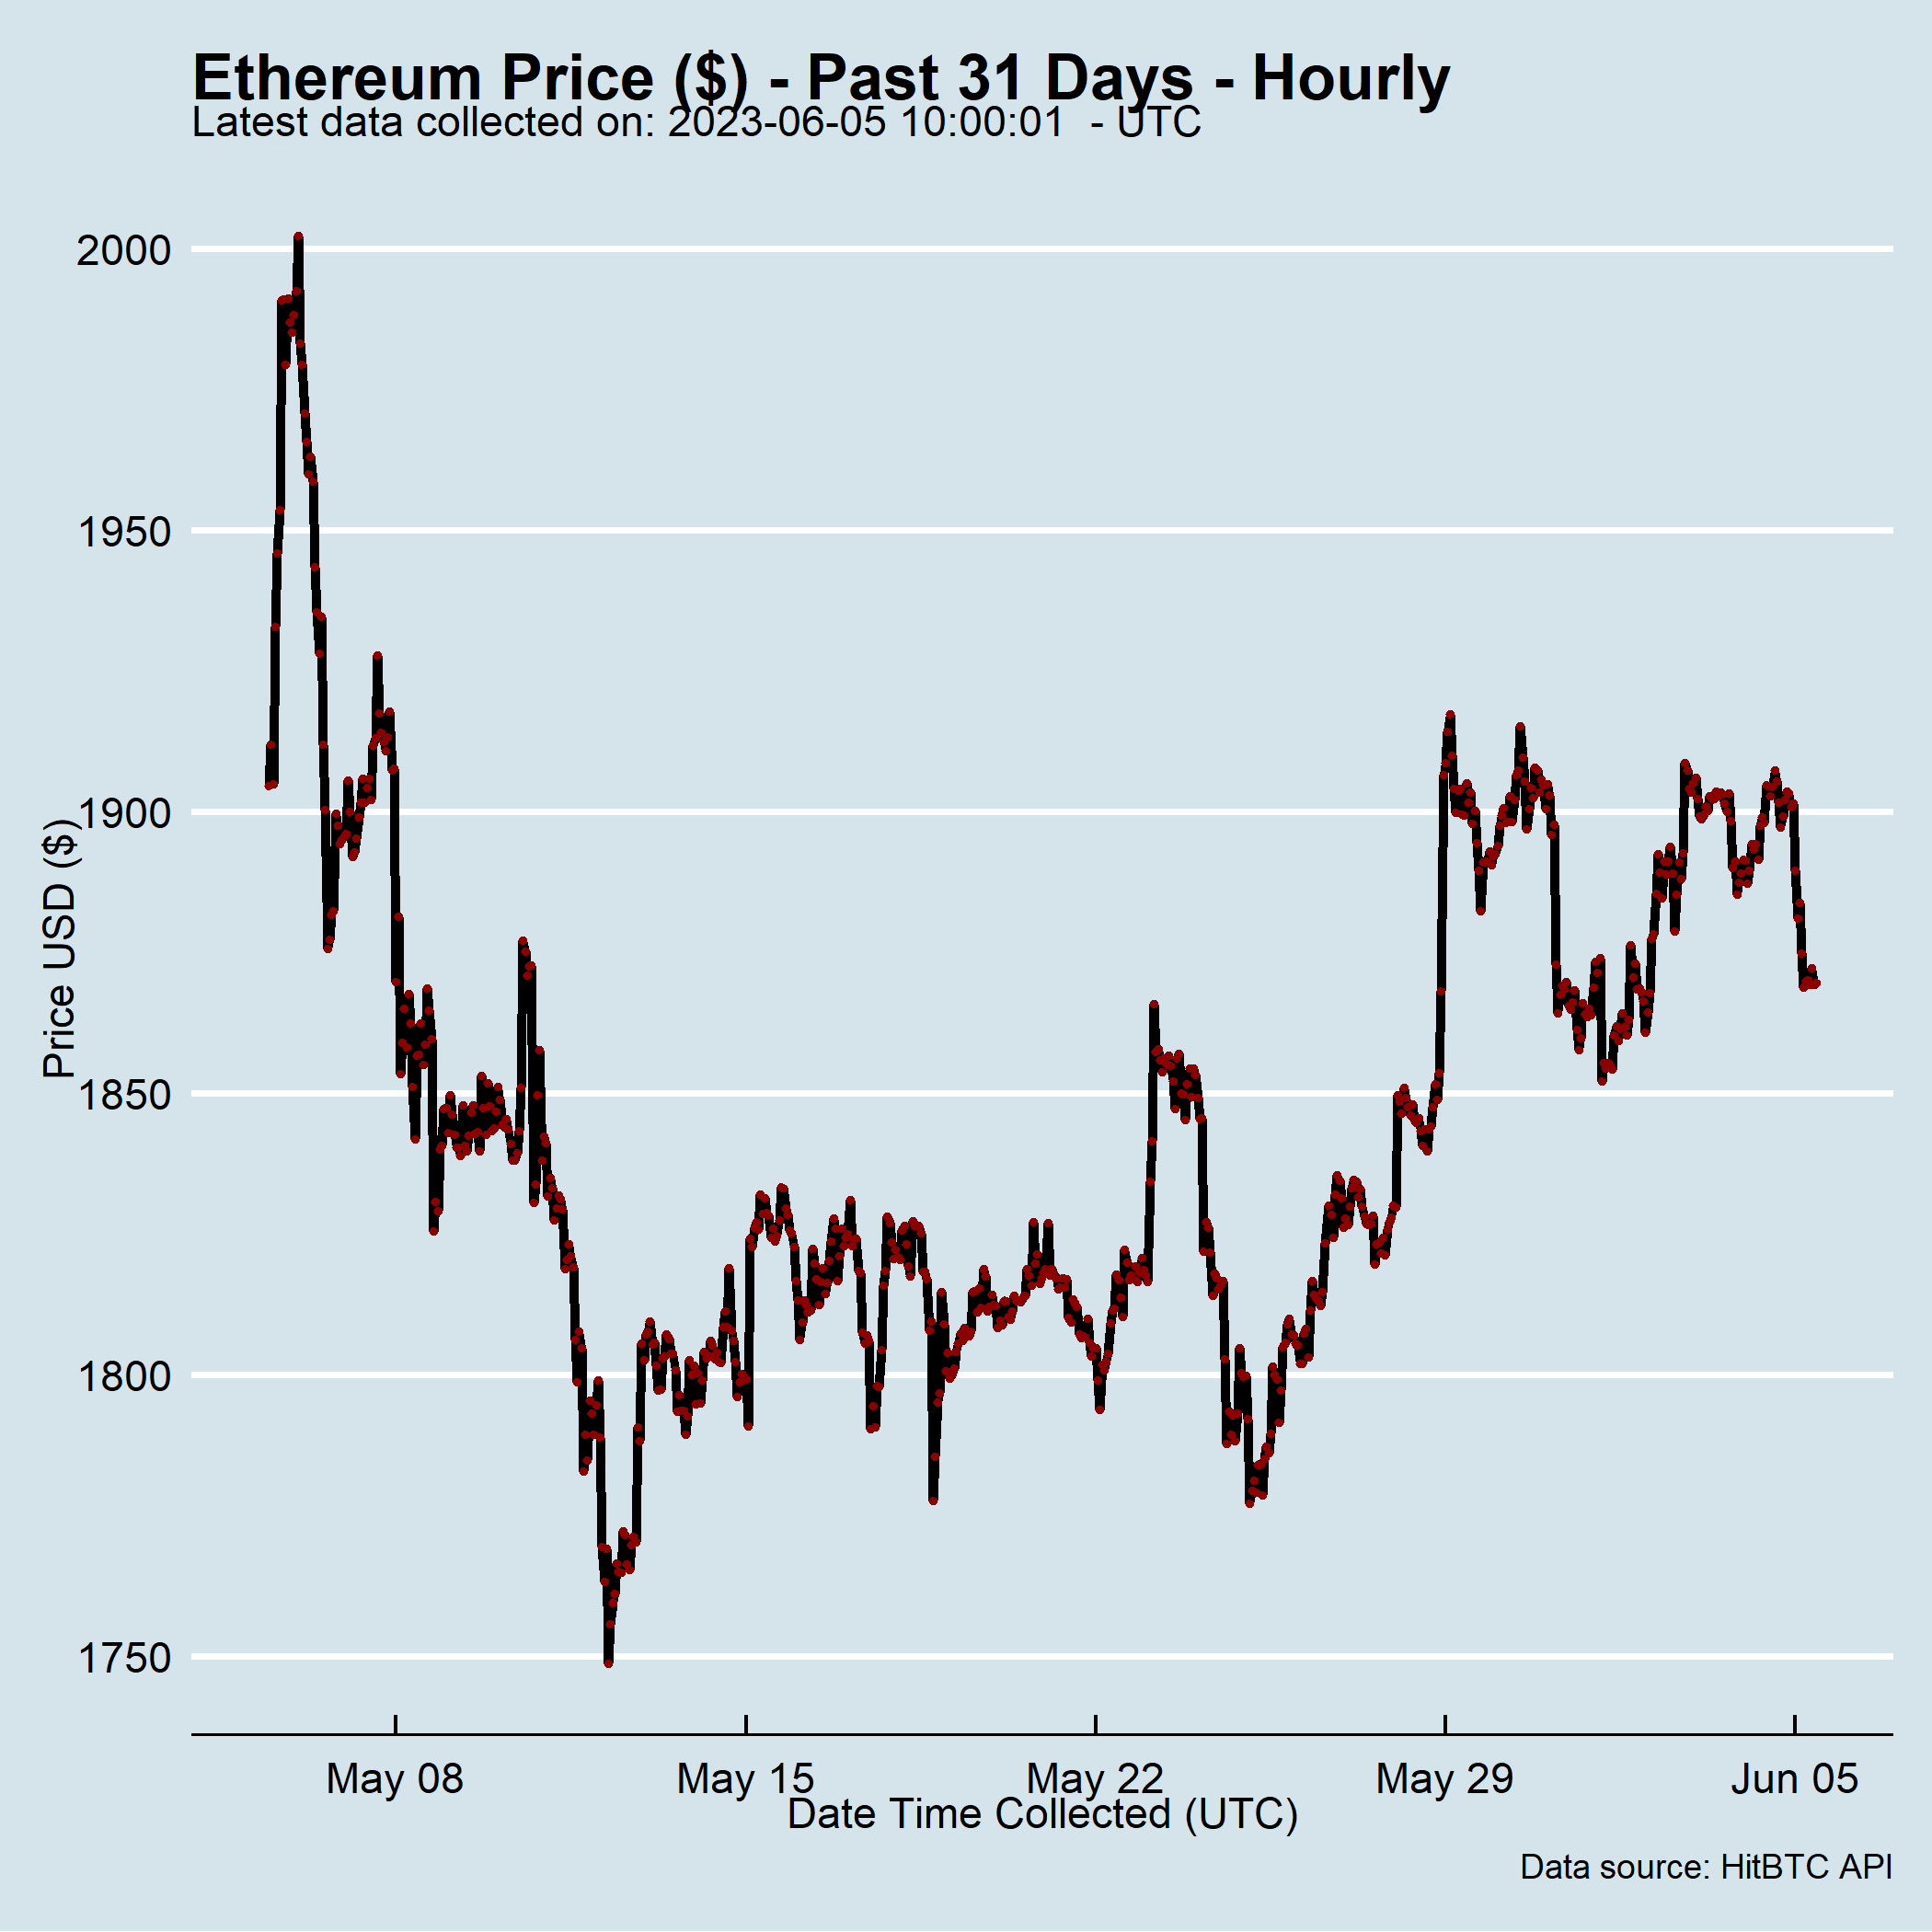 Ethereum Price ($) - Past 31 Days - Hourly
Latest data collected on: 2023-06-05 10:00:01  - UTC
2000
1950
1900
1850
1800
1750
Price USD ($)
May 08 May 15 May 22 May 29 Jun 05
Date Time Collected (UTC)
Data source: HitBTC API